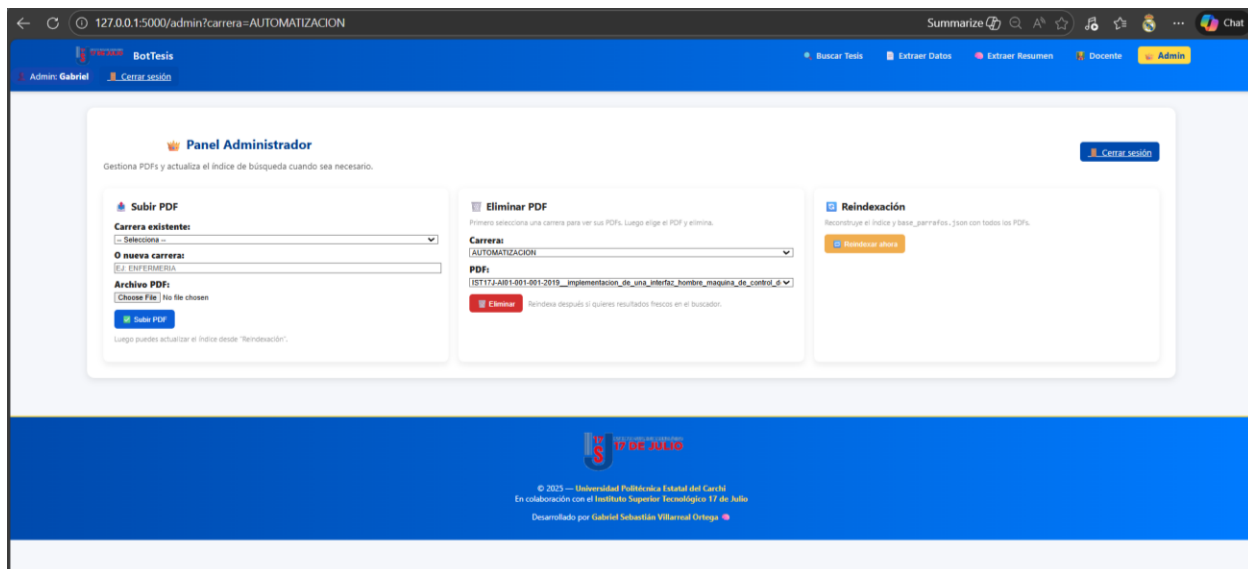 127.0.0.1:5000/admin?carrera=AUTOMATIZACION
Summarize
Chat
BotTesis
Buscar Tesis
Extraer Datos
Extraer Resumen
Docente
Admin
Admin: Gabriel
Cerrar sesión
Panel Administrador
Gestiona PDFs y actualiza el índice de búsqueda cuando sea necesario.
Cerrar sesión
Subir PDF
Carrera existente:
-- Selecciona --
O nueva carrera:
EJ: ENFERMERIA
Archivo PDF:
Choose File No file chosen
Subir PDF
Luego puedes actualizar el índice desde "Reindexación".
Eliminar PDF
Primero selecciona una carrera para ver sus PDFs. Luego elige el PDF y elimina.
Carrera:
AUTOMATIZACION
PDF:
IST17J-AI01-001-001-2019__implementacion_de_una_interfaz_hombre_maquina_de_control_d
Eliminar
Reindexa después si quieres resultados frescos en el buscador.
Reindexación
Reconstruye el índice y base_parrafos.json con todos los PDFs.
Reindexar ahora
17 DE JULIO
© 2025 — Universidad Politécnica Estatal del Carchi
En colaboración con el Instituto Superior Tecnológico 17 de Julio
Desarrollado por Gabriel Sebastián Villarreal Ortega